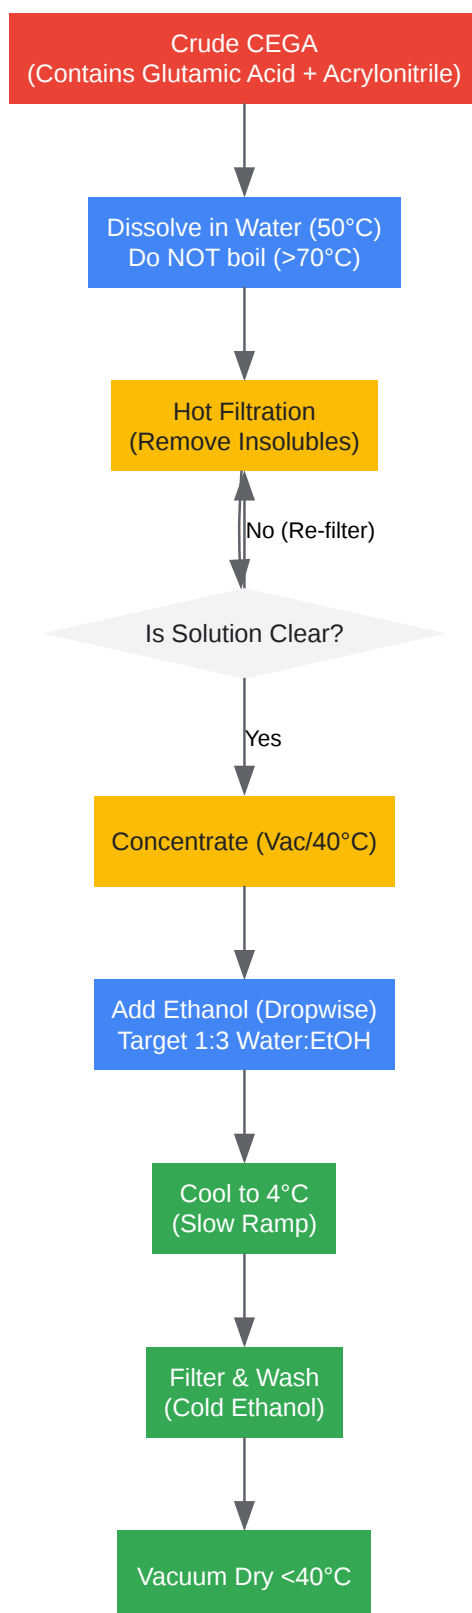 Crude CEGA
(Contains Glutamic Acid + Acrylonitrile)
Dissolve in Water (50°C)
Do NOT boil (>70°C)
Hot Filtration
(Remove Insolubles)
No (Re-filter)
Is Solution Clear?
Yes
Concentrate (Vac/40°C)
Add Ethanol (Dropwise)
Target 1:3 Water:EtOH
Cool to 4°C
(Slow Ramp)
Filter & Wash
(Cold Ethanol)
Vacuum Dry <40°C